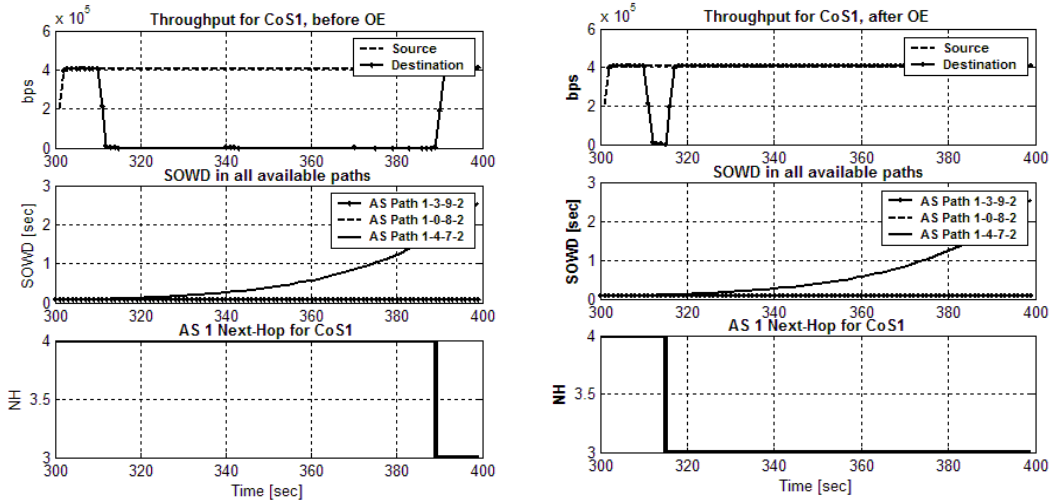 Throughput for CoS1, before OE
x 10⁵
6
4
2
0
bps
Source
Destination
300 320 340 360 380 400
SOWD in all available paths
3
2
1
0
SOWD [sec]
AS Path 1-3-9-2
AS Path 1-0-8-2
AS Path 1-4-7-2
300 320 340 360 380 400
AS 1 Next-Hop for CoS1
4
3.5
3
NH
300 320 340 360 380 400
Time [sec]
Throughput for CoS1, after OE
x 10⁵
6
4
2
0
bps
Source
Destination
300 320 340 360 380 400
SOWD in all available paths
3
2
1
0
SOWD [sec]
AS Path 1-3-9-2
AS Path 1-0-8-2
AS Path 1-4-7-2
300 320 340 360 380 400
AS 1 Next-Hop for CoS1
4
3.5
3
NH
300 320 340 360 380 400
Time [sec]